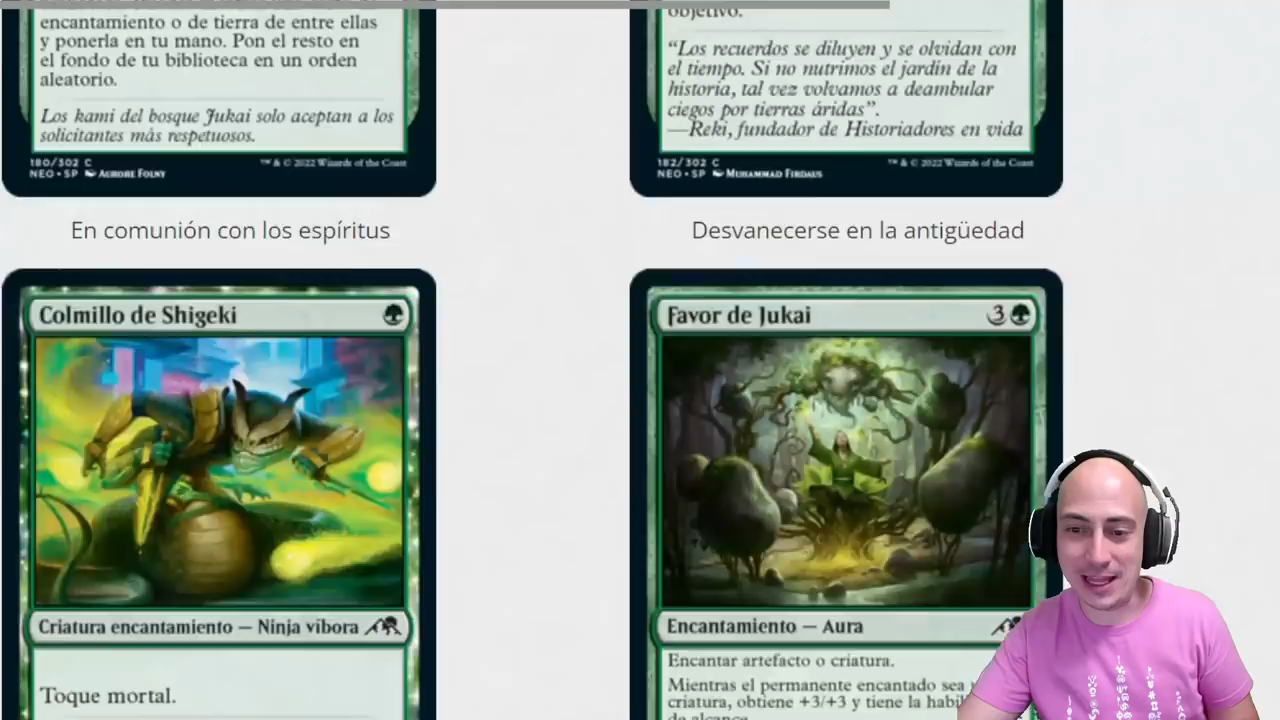 encantamiento o de tierra de entre ellas
y ponerla en tu mano. Pon el resto en
el fondo de tu biblioteca en un orden
aleatorio.
Los kami del bosque Jukai solo aceptan a los
solicitantes más respetuosos.
180/302 C
NEO • SP AURORE FOLNY
™ & © 2022 Wizards of the Coast
En comunión con los espíritus
objetivo.
“Los recuerdos se diluyen y se olvidan con
el tiempo. Si no nutrimos el jardín de la
historia, tal vez volvamos a deambular
ciegos por tierras áridas”.
—Reki, fundador de Historiadores en vida
182/302 C
NEO • SP MUHAMMAD FIRDAUS
™ & © 2022 Wizards of the Coast
Desvanecerse en la antigüedad
Colmillo de Shigeki
Criatura encantamiento — Ninja víbora
Toque mortal.
Favor de Jukai 3
Encantamiento — Aura
Encantar artefacto o criatura.
Mientras el permanente encantado sea
criatura, obtiene +3/+3 y tiene la
de alcance.